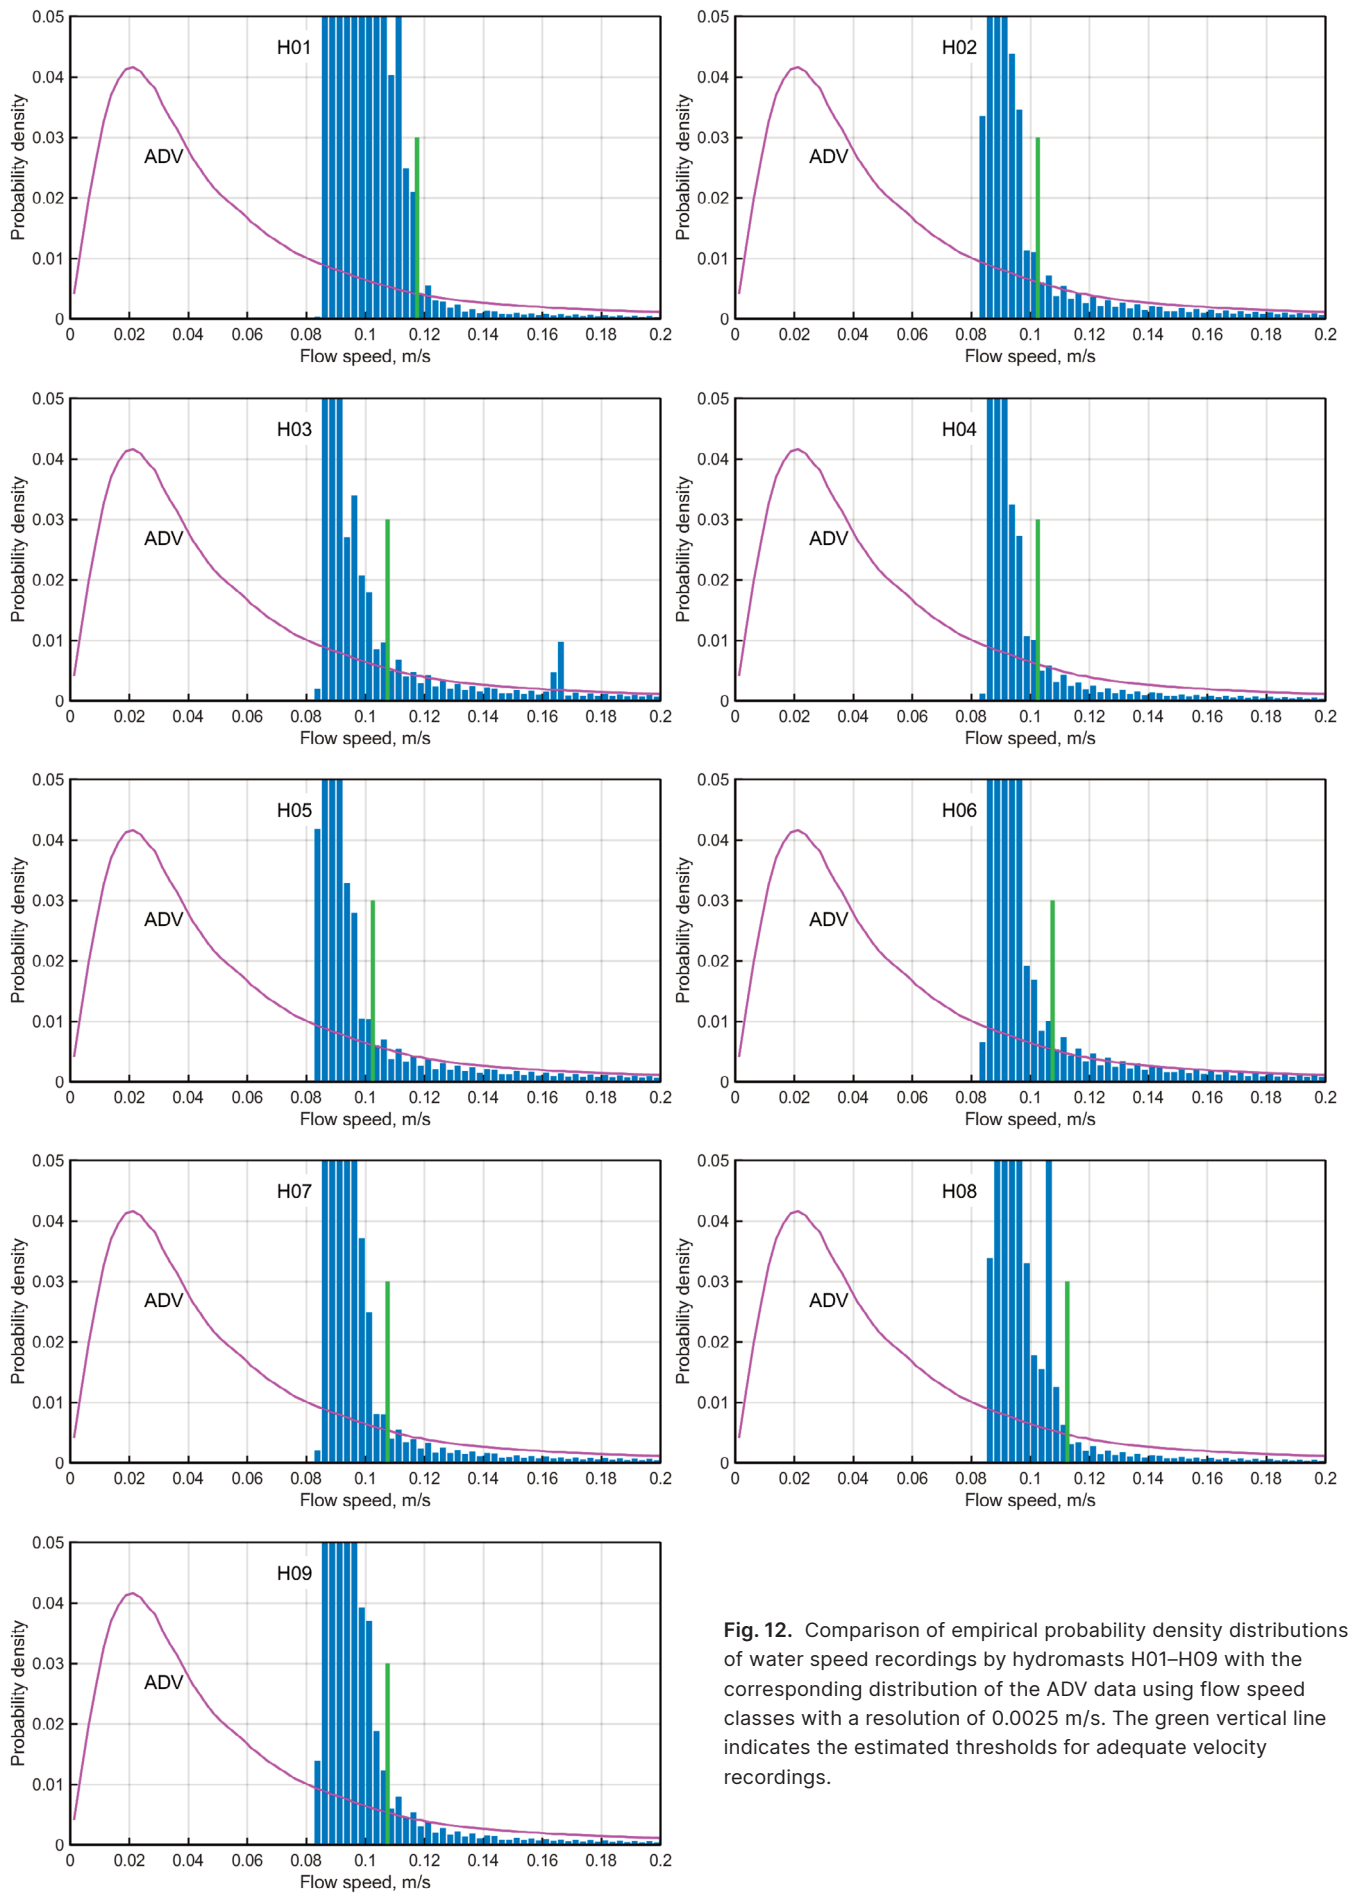 0.05
0.04
0.03
0.02
0.01
0
Probability density
H01
ADV
0 0.02 0.04 0.06 0.08 0.1 0.12 0.14 0.16 0.18 0.2
Flow speed, m/s
0.05
0.04
0.03
0.02
0.01
0
Probability density
H02
ADV
0 0.02 0.04 0.06 0.08 0.1 0.12 0.14 0.16 0.18 0.2
Flow speed, m/s
0.05
0.04
0.03
0.02
0.01
0
Probability density
H03
ADV
0 0.02 0.04 0.06 0.08 0.1 0.12 0.14 0.16 0.18 0.2
Flow speed, m/s
0.05
0.04
0.03
0.02
0.01
0
Probability density
H04
ADV
0 0.02 0.04 0.06 0.08 0.1 0.12 0.14 0.16 0.18 0.2
Flow speed, m/s
0.05
0.04
0.03
0.02
0.01
0
Probability density
H05
ADV
0 0.02 0.04 0.06 0.08 0.1 0.12 0.14 0.16 0.18 0.2
Flow speed, m/s
0.05
0.04
0.03
0.02
0.01
0
Probability density
H06
ADV
0 0.02 0.04 0.06 0.08 0.1 0.12 0.14 0.16 0.18 0.2
Flow speed, m/s
0.05
0.04
0.03
0.02
0.01
0
Probability density
H07
ADV
0 0.02 0.04 0.06 0.08 0.1 0.12 0.14 0.16 0.18 0.2
Flow speed, m/s
0.05
0.04
0.03
0.02
0.01
0
Probability density
H08
ADV
0 0.02 0.04 0.06 0.08 0.1 0.12 0.14 0.16 0.18 0.2
Flow speed, m/s
0.05
0.04
0.03
0.02
0.01
0
Probability density
H09
ADV
0 0.02 0.04 0.06 0.08 0.1 0.12 0.14 0.16 0.18 0.2
Flow speed, m/s
Fig. 12. Comparison of empirical probability density distributions
of water speed recordings by hydromasts H01–H09 with the
corresponding distribution of the ADV data using flow speed
classes with a resolution of 0.0025 m/s. The green vertical line
indicates the estimated thresholds for adequate velocity
recordings.